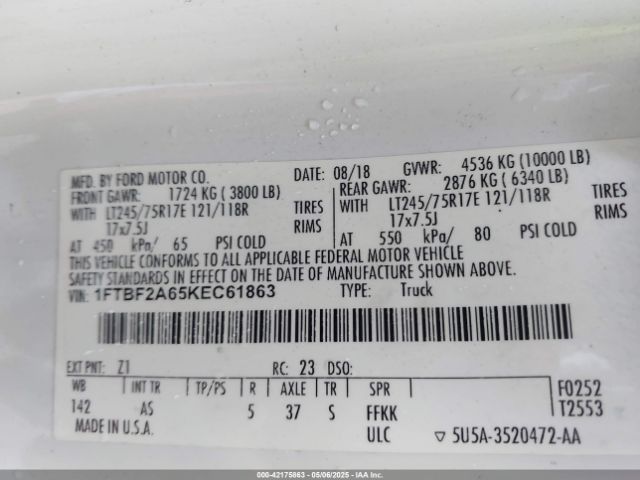 MFD. BY FORD MOTOR CO. DATE: 08/18 GVWR: 4536 KG (10000 LB)
FRONT GAWR: 1724 KG ( 3800 LB) REAR GAWR: 2876 KG ( 6340 LB)
WITH LT245/75R17E 121/118R TIRES WITH LT245/75R17E 121/118R TIRES
17x7.5J RIMS 17x7.5J RIMS
AT 450 kPa/ 65 PSI COLD AT 550 kPa/ 80 PSI COLD
THIS VEHICLE CONFORMS TO ALL APPLICABLE FEDERAL MOTOR VEHICLE
SAFETY STANDARDS IN EFFECT ON THE DATE OF MANUFACTURE SHOWN ABOVE.
VIN: 1FTBF2A65KEC61863 TYPE: Truck
EXT PNT: Z1 RC: 23 DSO:
WB INT TR TP/PS R AXLE TR SPR F0252
142 AS 5 37 S FFKK T2553
MADE IN U.S.A. ULC ▽ 5U5A-3520472-AA
000-42175863 - 05/06/2025 - IAAI.com